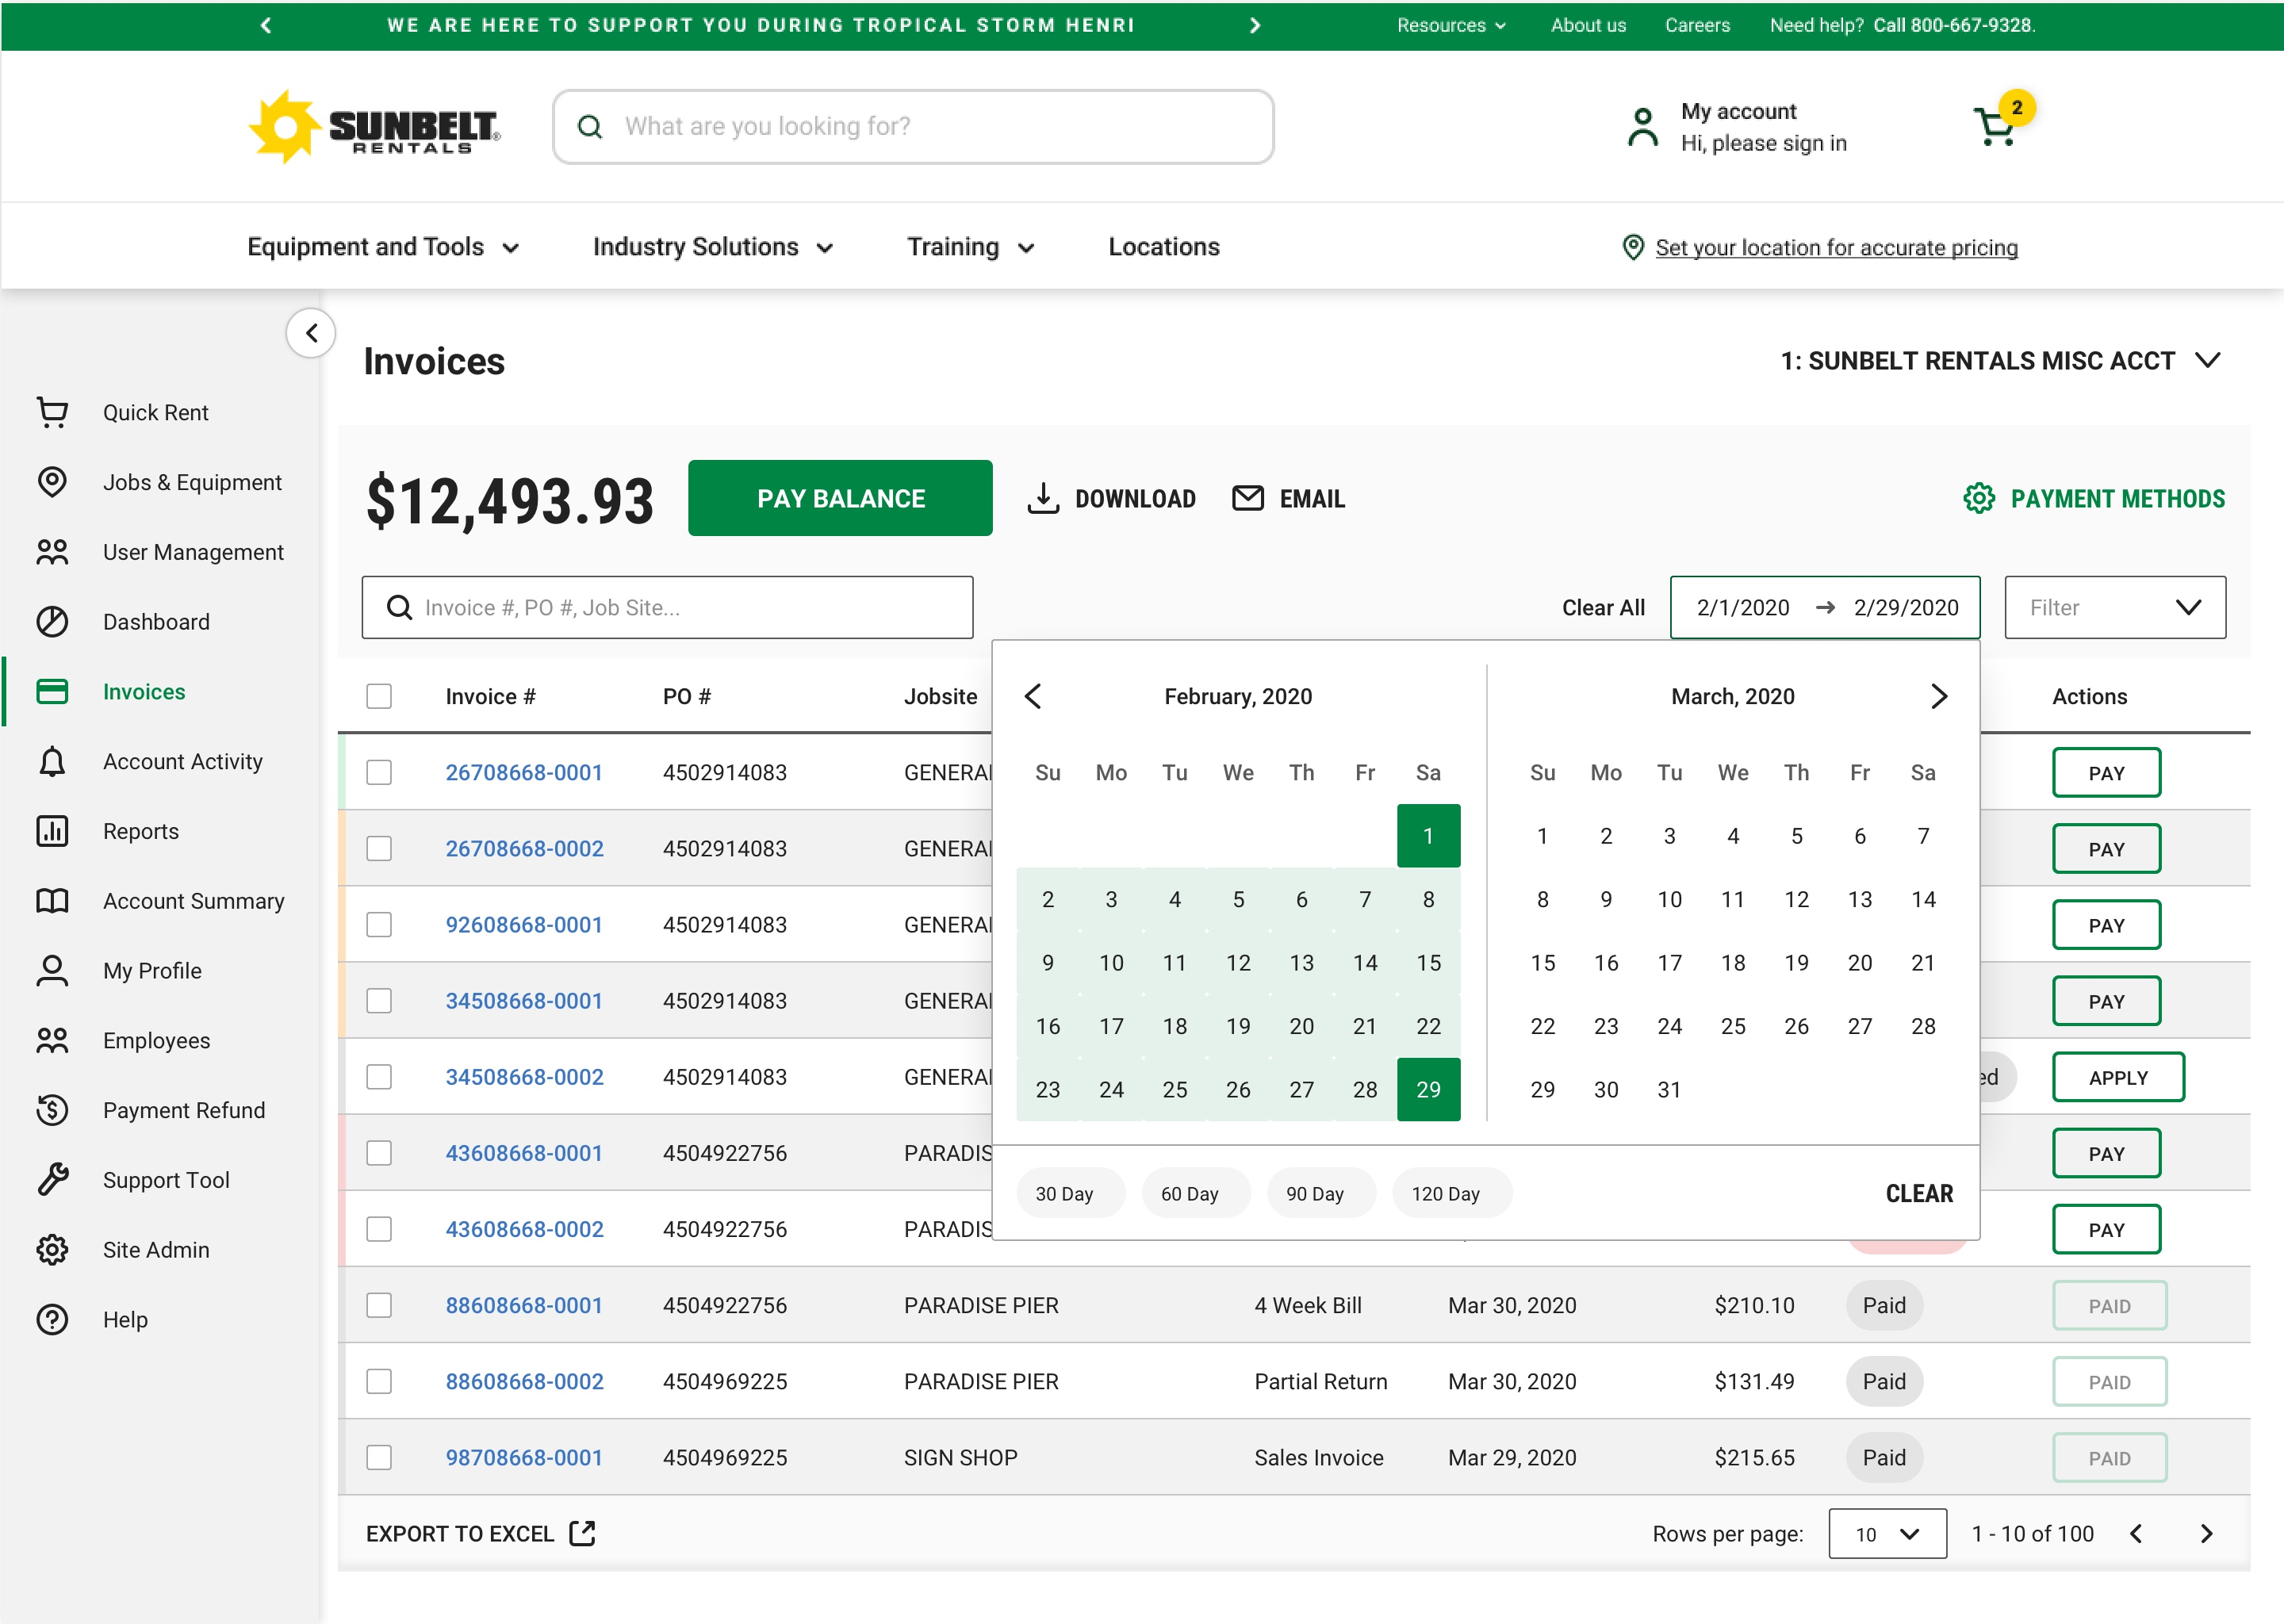 WE ARE HERE TO SUPPORT YOU DURING TROPICAL STORM HENRI
Resources About us Careers Need help? Call 800-667-9328.
SUNBELT®
RENTALS
What are you looking for?
My account
Hi, please sign in
2
Equipment and Tools Industry Solutions Training Locations
Set your location for accurate pricing
Quick Rent
Jobs & Equipment
User Management
Dashboard
Invoices
Account Activity
Reports
Account Summary
My Profile
Employees
Payment Refund
Support Tool
Site Admin
Help
Invoices
1: SUNBELT RENTALS MISC ACCT
$12,493.93 PAY BALANCE DOWNLOAD EMAIL PAYMENT METHODS
Invoice #, PO #, Job Site...
Clear All 2/1/2020 → 2/29/2020 Filter
Invoice # PO # Jobsite Actions
26708668-0001 4502914083 GENERA PAY
26708668-0002 4502914083 GENERA PAY
92608668-0001 4502914083 GENERA PAY
34508668-0001 4502914083 GENERA PAY
34508668-0002 4502914083 GENERA ed APPLY
43608668-0001 4504922756 PARADIS PAY
43608668-0002 4504922756 PARADIS PAY
88608668-0001 4504922756 PARADISE PIER 4 Week Bill Mar 30, 2020 $210.10 Paid PAID
88608668-0002 4504969225 PARADISE PIER Partial Return Mar 30, 2020 $131.49 Paid PAID
98708668-0001 4504969225 SIGN SHOP Sales Invoice Mar 29, 2020 $215.65 Paid PAID
February, 2020
Su Mo Tu We Th Fr Sa
1
2 3 4 5 6 7 8
9 10 11 12 13 14 15
16 17 18 19 20 21 22
23 24 25 26 27 28 29
March, 2020
Su Mo Tu We Th Fr Sa
1 2 3 4 5 6 7
8 9 10 11 12 13 14
15 16 17 18 19 20 21
22 23 24 25 26 27 28
29 30 31
30 Day 60 Day 90 Day 120 Day CLEAR
EXPORT TO EXCEL
Rows per page: 10 1 - 10 of 100